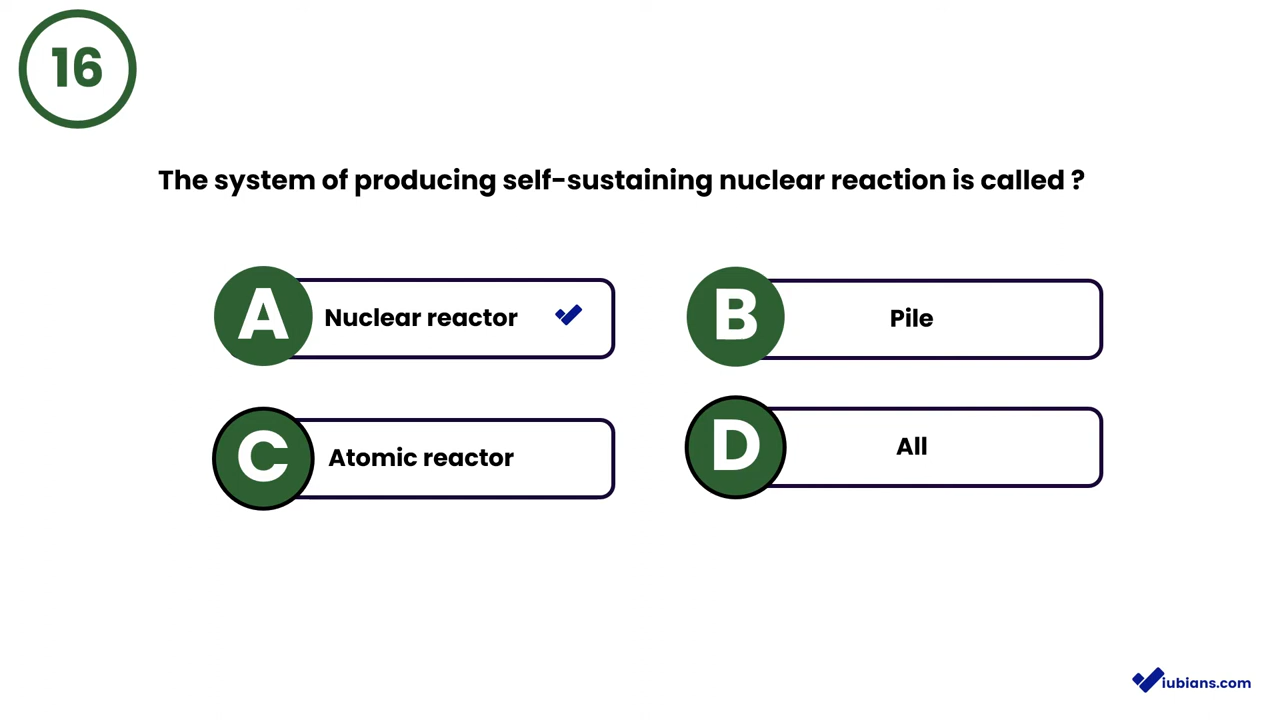 16
The system of producing self-sustaining nuclear reaction is called ?
A Nuclear reactor
B Pile
C Atomic reactor
D All
iubians.com